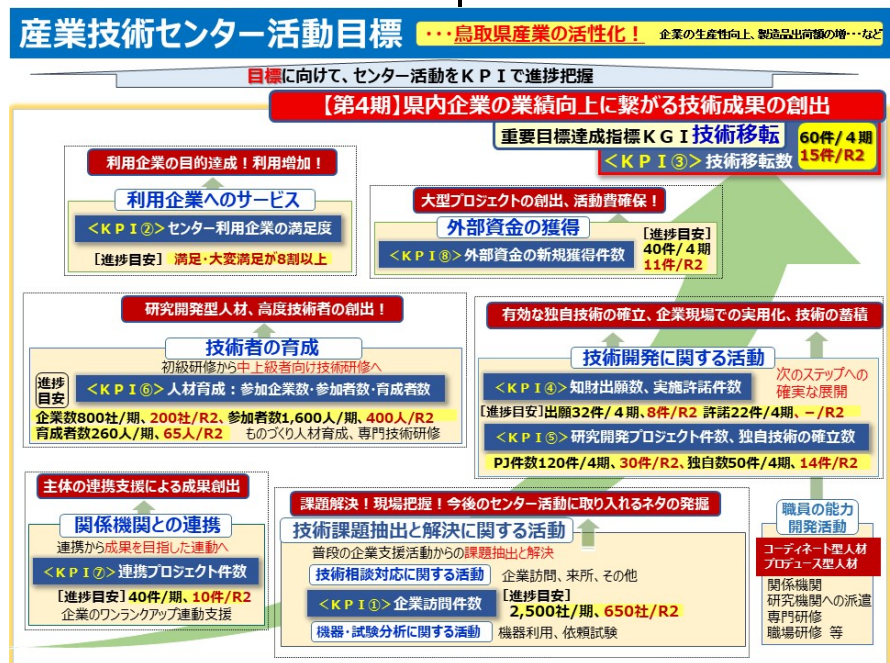 産業技術センター活動目標 ・・・鳥取県産業の活性化！ 企業の生産性向上、製造品出荷額の増・・・など
目標に向けて、センター活動をＫＰＩで進捗把握
【第4期】県内企業の業績向上に繋がる技術成果の創出
重要目標達成指標ＫＧＩ技術移転
＜ＫＰＩ③＞技術移転数
60件/４期
15件/R2
利用企業の目的達成！利用増加！
利用企業へのサービス
＜ＫＰＩ②＞センター利用企業の満足度
[進捗目安] 満足・大変満足が8割以上
大型プロジェクトの創出、活動費確保！
外部資金の獲得
＜ＫＰＩ⑧＞外部資金の新規獲得件数
[進捗目安]
40件/４期
11件/R2
研究開発型人材、高度技術者の創出！
技術者の育成
初級研修から中上級者向け技術研修へ
進捗
目安
＜ＫＰＩ⑥＞人材育成：参加企業数・参加者数・育成者数
企業数800社/期、200社/R2、参加者数1,600人/期、400人/R2
育成者数260人/期、65人/R2 ものづくり人材育成、専門技術研修
有効な独自技術の確立、企業現場での実用化、技術の蓄積
技術開発に関する活動
＜ＫＰＩ④＞知財出願数、実施許諾件数
次のステップへの
確実な展開
[進捗目安]出願32件/４期、8件/R2 許諾22件/４期、－/R2
＜ＫＰＩ⑤＞研究開発プロジェクト件数、独自技術の確立数
PJ件数120件/4期、30件/R2、独自数50件/4期、14件/R2
主体の連携支援による成果創出
関係機関との連携
連携から成果を目指した連動へ
＜ＫＰＩ⑦＞連携プロジェクト件数
[進捗目安]40件/期、10件/R2
企業のワンランクアップ連動支援
課題解決！現場把握！今後のセンター活動に取り入れるネタの発掘
技術課題抽出と解決に関する活動
普段の企業支援活動からの課題抽出と解決
技術相談対応に関する活動 企業訪問、来所、その他
＜ＫＰＩ①＞企業訪問件数
[進捗目安]
2,500社/期、650社/R2
機器・試験分析に関する活動 機器利用、依頼試験
職員の能力
開発活動
コーディネート型人材
プロデュース型人材
関係機関
研究機関への派遣
専門研修
職場研修 等